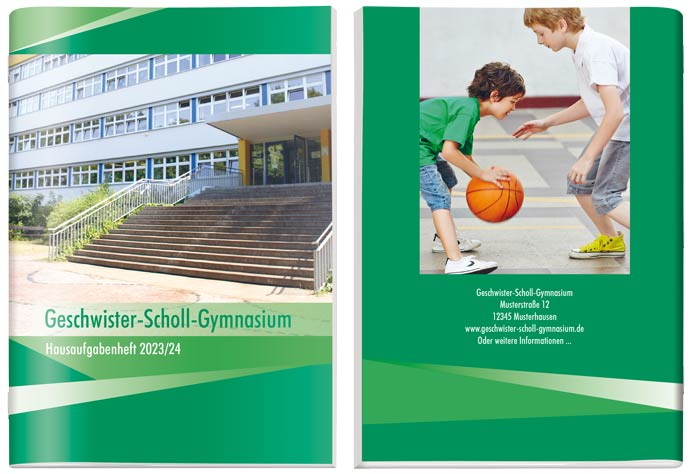 Geschwister-Scholl-Gymnasium
Hausaufgabenheft 2023/24
Geschwister-Scholl-Gymnasium
Musterstraße 12
12345 Musterhausen
www.geschwister-scholl-gymnasium.de
Oder weitere Informationen ...